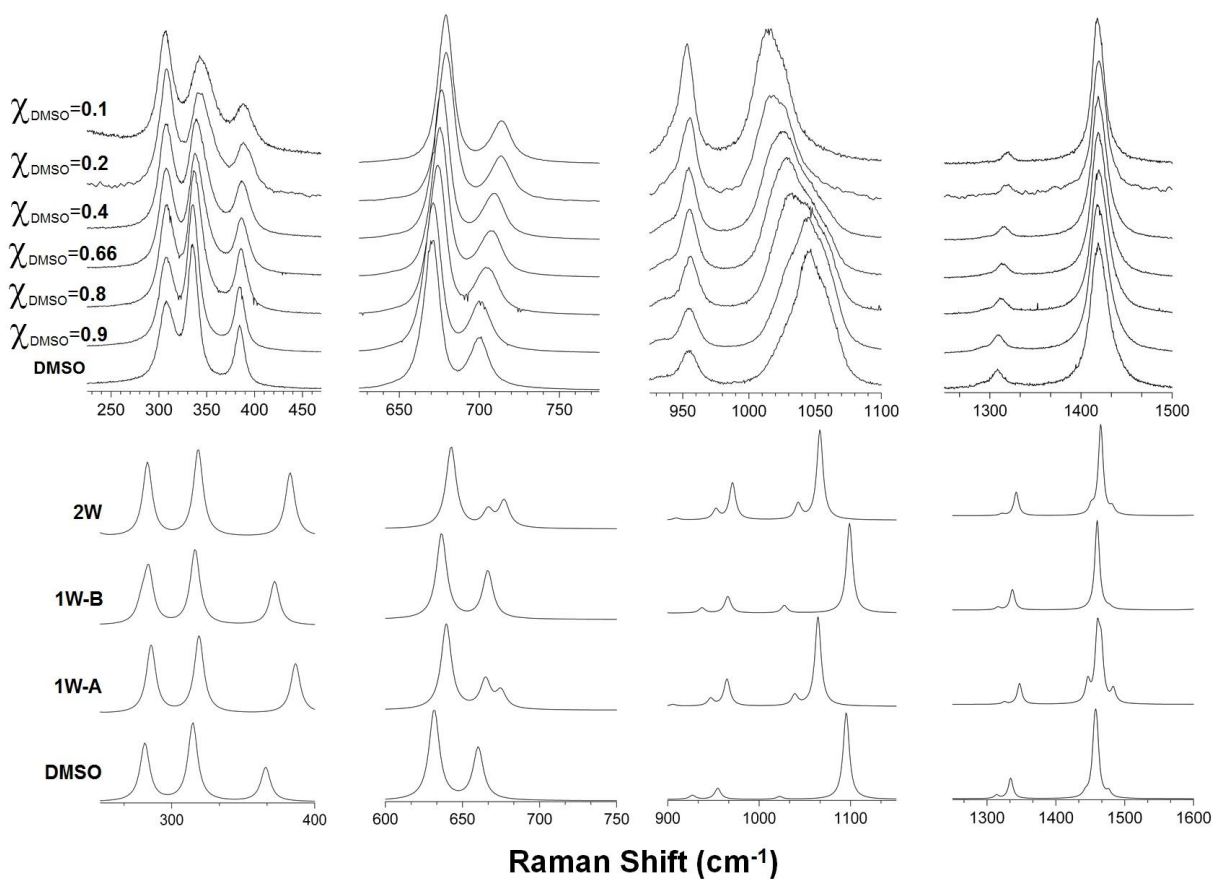 χDMSO=0.1
χDMSO=0.2
χDMSO=0.4
χDMSO=0.66
χDMSO=0.8
χDMSO=0.9
DMSO
250 300 350 400 450
650 700 750
950 1000 1050 1100
1300 1400 1500
2W
1W-B
1W-A
DMSO
300 400
600 650 700 750
900 1000 1100
1300 1400 1500 1600
Raman Shift (cm-1)